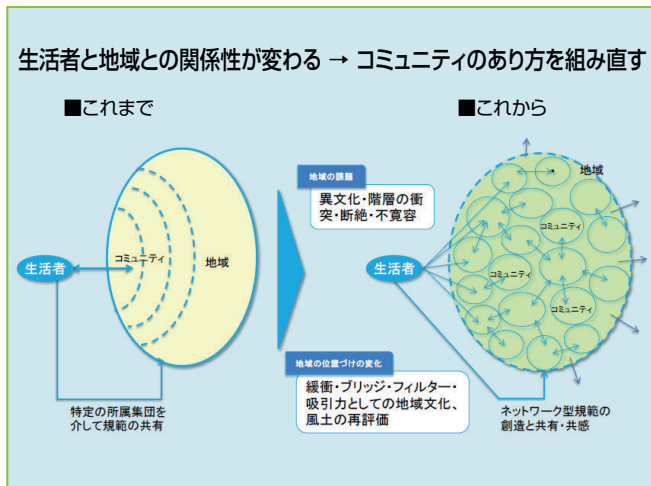 生活者と地域との関係性が変わる → コミュニティのあり方を組み直す
■これまで
■これから
生活者
コミュニティ
地域
特定の所属集団を
介して規範の共有
地域の課題
異文化・階層の衝
突・断絶・不寛容
地域の位置づけの変化
緩衝・ブリッジ・フィルター・
吸引力としての地域文化、
風土の再評価
生活者
地域
コミュニティ
コミュニティ
コミュニティ
ネットワーク型規範の
創造と共有・共感